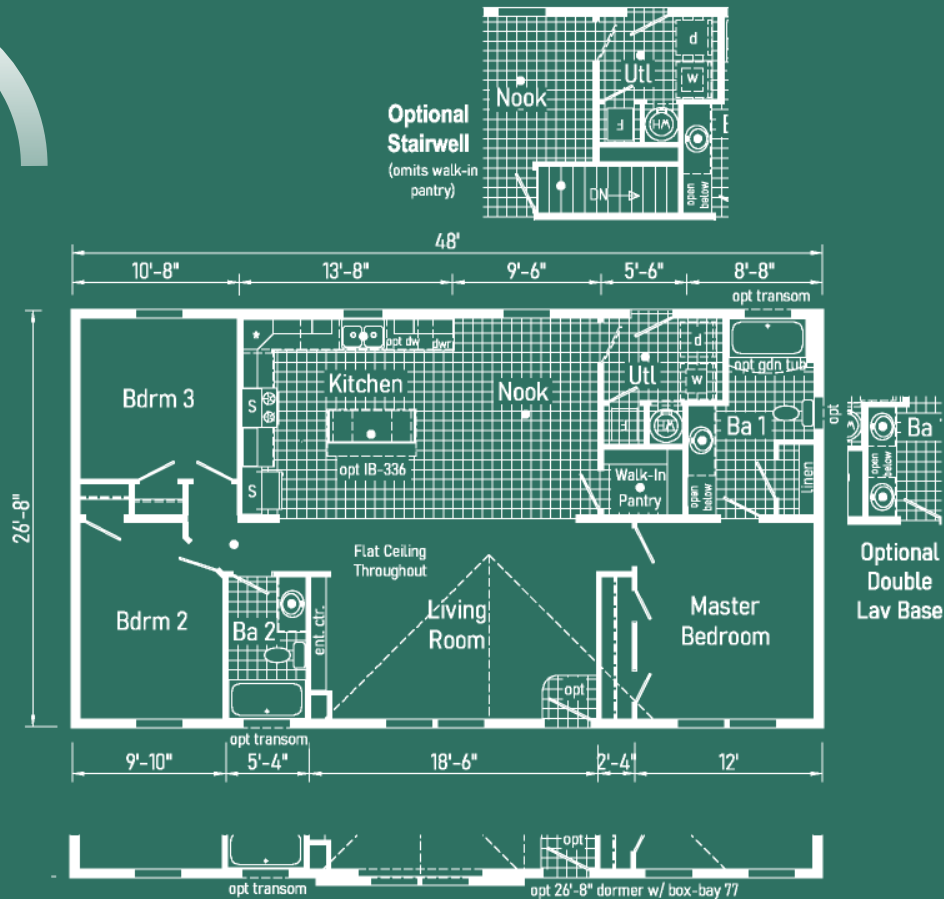 Optional
Stairwell
(omits walk-in
pantry)
Nook
Utl
d
w
F
WH
DN
open
below
48'
10'-8"
13'-8"
9'-6"
5'-6"
8'-8"
opt transom
26'-8"
Bdrm 3
S
S
opt dw
dwr
Kitchen
opt IB-336
Nook
Utl
d
w
F
WH
Walk-In
Pantry
opt gdn tub
Ba 1
open
below
linen
opt
Ba
open
below
Optional
Double
Lav Base
Bdrm 2
Ba 2
ent. ctr.
Flat Ceiling
Throughout
Living
Room
opt
Master
Bedroom
opt transom
9'-10"
5'-4"
18'-6"
2'-4"
12'
opt
opt transom
opt 26'-8" dormer w/ box-bay 77